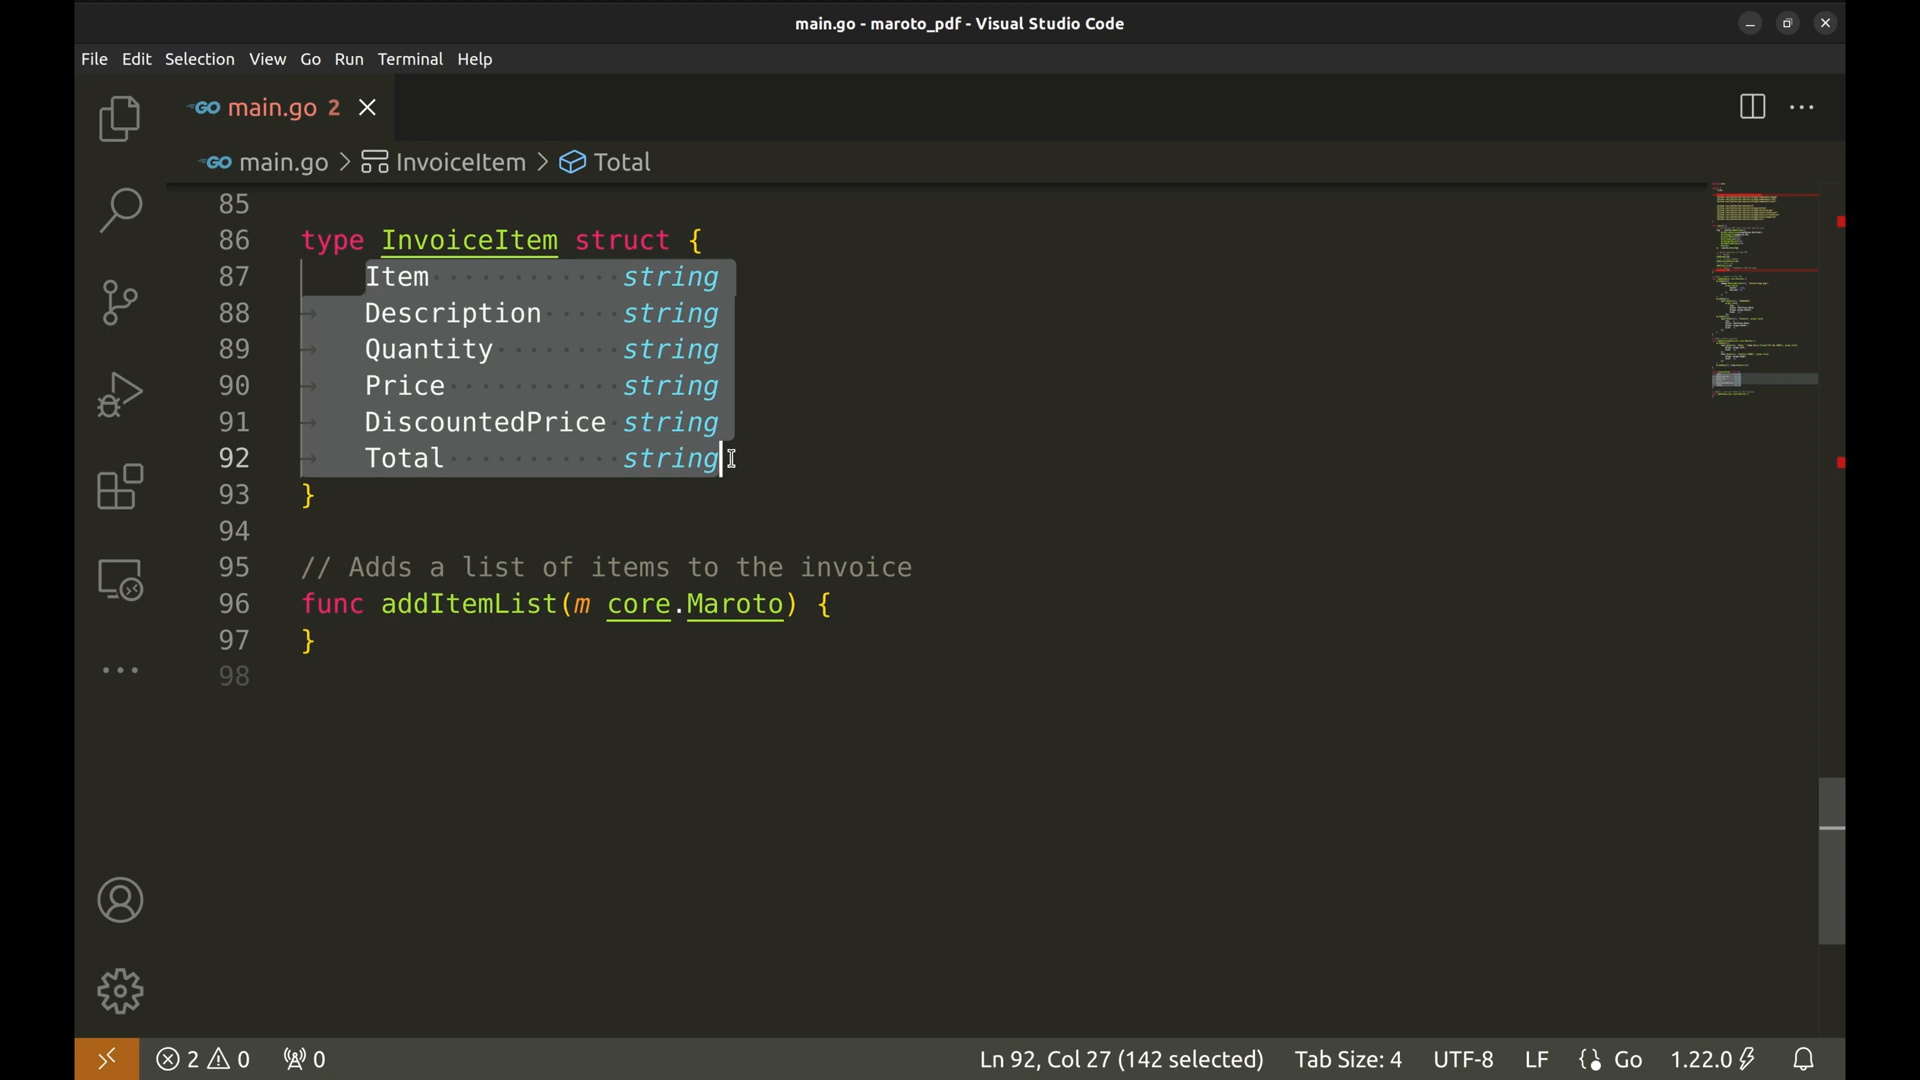 main.go - maroto_pdf - Visual Studio Code
File Edit Selection View Go Run Terminal Help
GO main.go 2
GO main.go > InvoiceItem > Total
85
86 type InvoiceItem struct {
87 Item string
88 Description string
89 Quantity string
90 Price string
91 DiscountedPrice string
92 Total string
93 }
94
95 // Adds a list of items to the invoice
96 func addItemList(m core.Maroto) {
97 }
98
2 0 0 Ln 92, Col 27 (142 selected) Tab Size: 4 UTF-8 LF Go 1.22.0